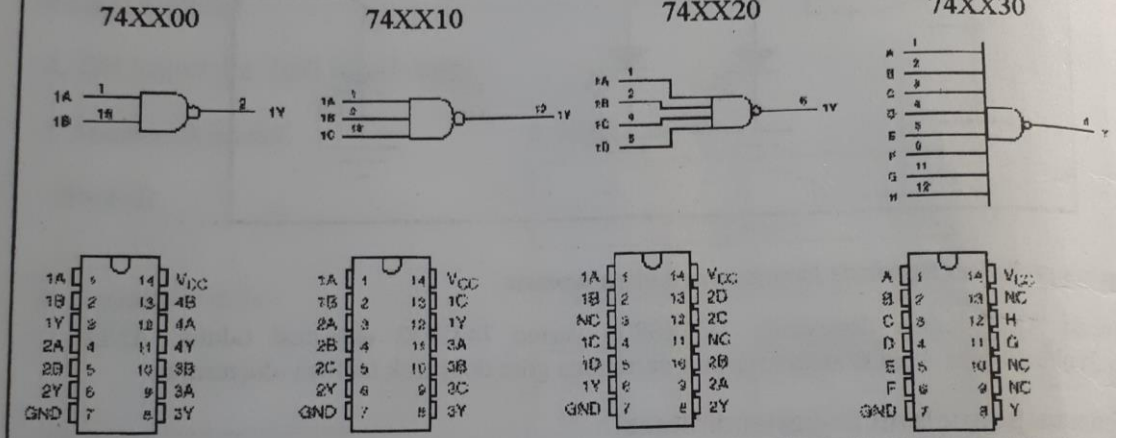 74XX00 74XX10 74XX20 74XX30
1A 1
1B
2 1Y
1A 1
1B 2
1C 13
12 1Y
1A 1
1B 2
1C 4
1D 5
6 1Y
A 1
B 2
C 3
D 4
E 5
F 6
G 11
H 12
Y
1A 1 14 VCC
1B 2 13 4B
1Y 3 12 4A
2A 4 11 4Y
2B 5 10 3B
2Y 6 9 3A
GND 7 8 3Y
1A 1 14 VCC
1B 2 13 1C
2A 3 12 1Y
2B 4 11 3A
2C 5 10 3B
2Y 6 9 3C
GND 7 8 3Y
1A 1 14 VCC
1B 2 13 2D
NC 3 12 2C
1C 4 11 NC
1D 5 10 2B
1Y 6 9 2A
GND 7 8 2Y
A 1 14 VCC
B 2 13 NC
C 3 12 H
D 4 11 G
E 5 10 NC
F 6 9 NC
GND 7 8 Y